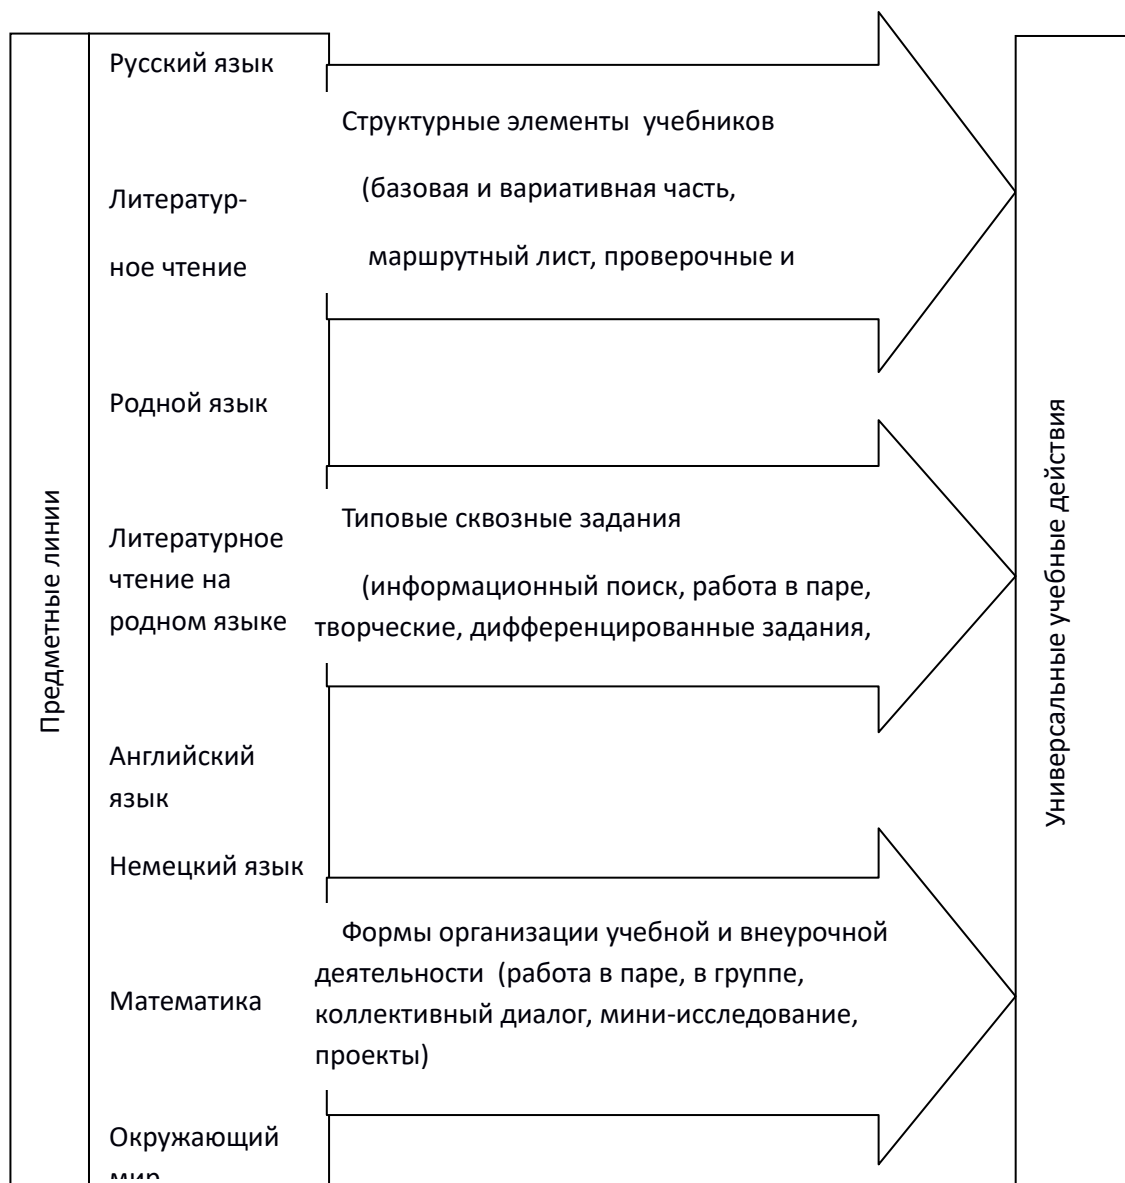 Предметные линии
Русский язык
Литератур-
ное чтение
Родной язык
Литературное
чтение на
родном языке
Английский
язык
Немецкий язык
Математика
Окружающий
мир
Структурные элементы учебников
(базовая и вариативная часть,
маршрутный лист, проверочные и
Типовые сквозные задания
(информационный поиск, работа в паре,
творческие, дифференцированные задания,
Формы организации учебной и внеурочной
деятельности (работа в паре, в группе,
коллективный диалог, мини-исследование,
проекты)
Универсальные учебные действия